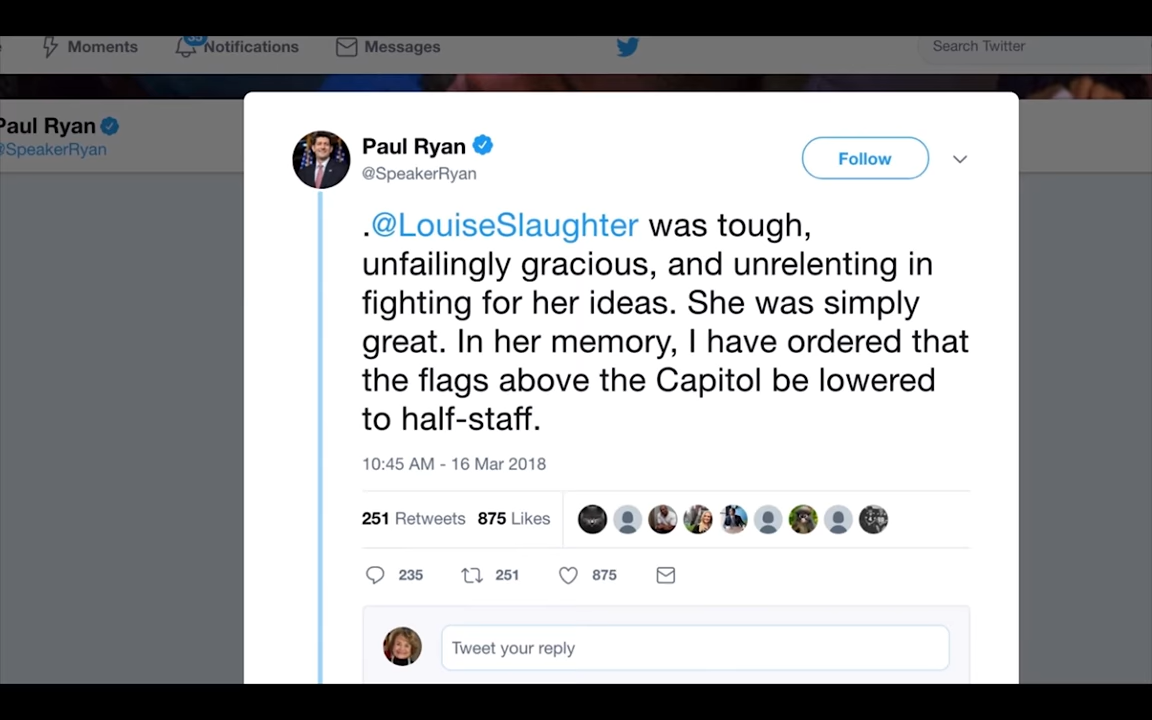 Moments
35
Notifications
Messages
Search Twitter
Paul Ryan
@SpeakerRyan
Paul Ryan
@SpeakerRyan
Follow
.@LouiseSlaughter was tough,
unfailingly gracious, and unrelenting in
fighting for her ideas. She was simply
great. In her memory, I have ordered that
the flags above the Capitol be lowered
to half-staff.
10:45 AM - 16 Mar 2018
251 Retweets 875 Likes
235 251 875
Tweet your reply